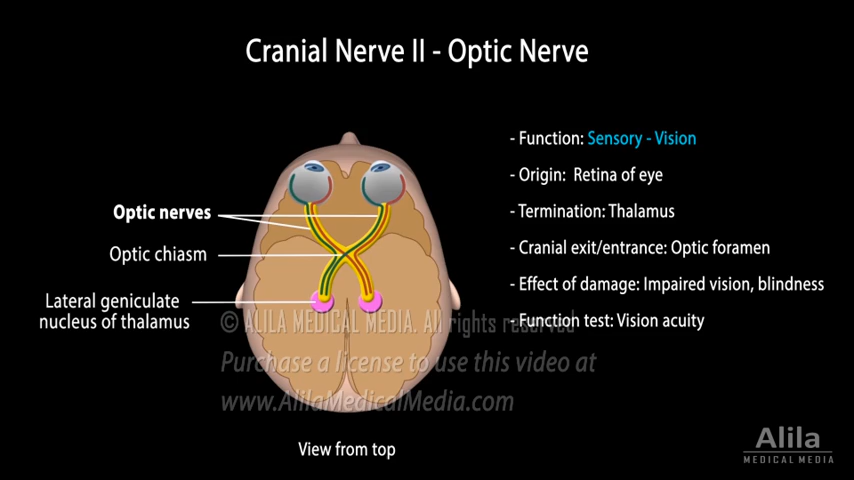 Cranial Nerve II - Optic Nerve
- Function: Sensory - Vision
- Origin: Retina of eye
- Termination: Thalamus
- Cranial exit/entrance: Optic foramen
- Effect of damage: Impaired vision, blindness
- Function test: Vision acuity
Optic nerves
Optic chiasm
Lateral geniculate
nucleus of thalamus
© ALILA MEDICAL MEDIA. All rights reserved
Purchase a license to use this video at
www.AlilaMedicalMedia.com
View from top
Alila
MEDICAL MEDIA